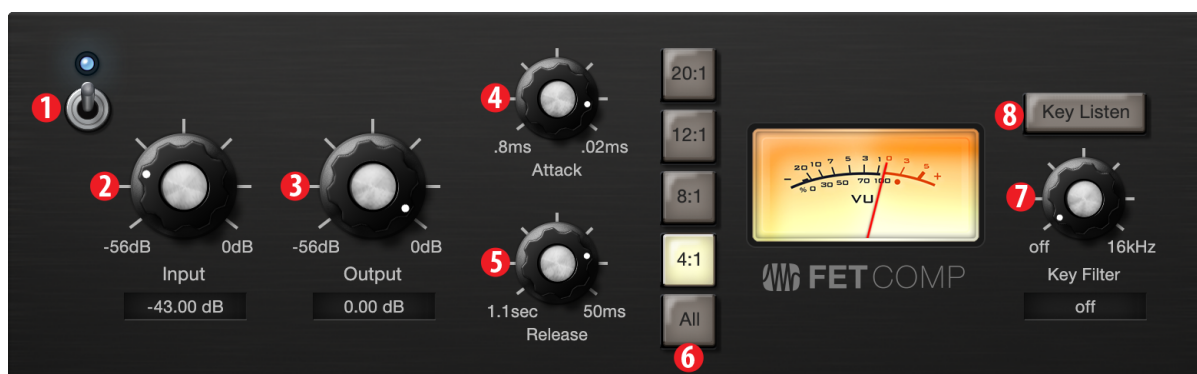 1
2
-56dB 0dB
Input
-43.00 dB
3
-56dB 0dB
Output
0.00 dB
4
.8ms .02ms
Attack
5
1.1sec 50ms
Release
20:1
12:1
8:1
4:1
All
6
20 10 7 5 3 1 0 3 5 +
- % 0 30 50 70 100
VU
FETCOMP
8 Key Listen
7
off 16kHz
Key Filter
off